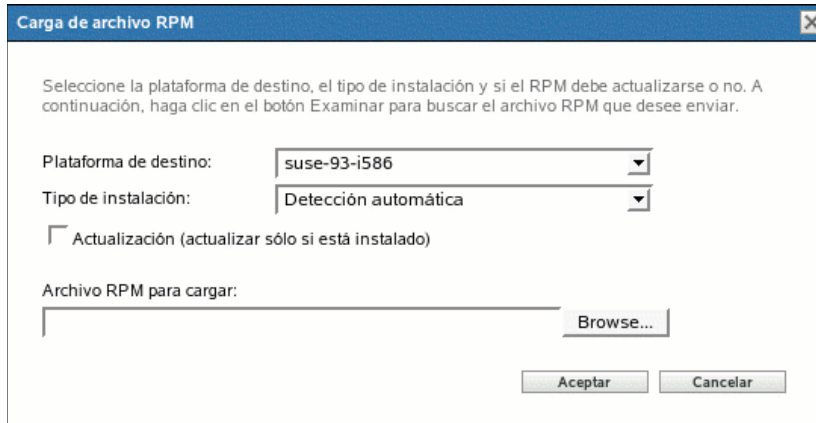 Carga de archivo RPM
Seleccione la plataforma de destino, el tipo de instalación y si el RPM debe actualizarse o no. A
continuación, haga clic en el botón Examinar para buscar el archivo RPM que desee enviar.
Plataforma de destino: suse-93-i586
Tipo de instalación: Detección automática
Actualización (actualizar sólo si está instalado)
Archivo RPM para cargar:
Browse...
Aceptar Cancelar